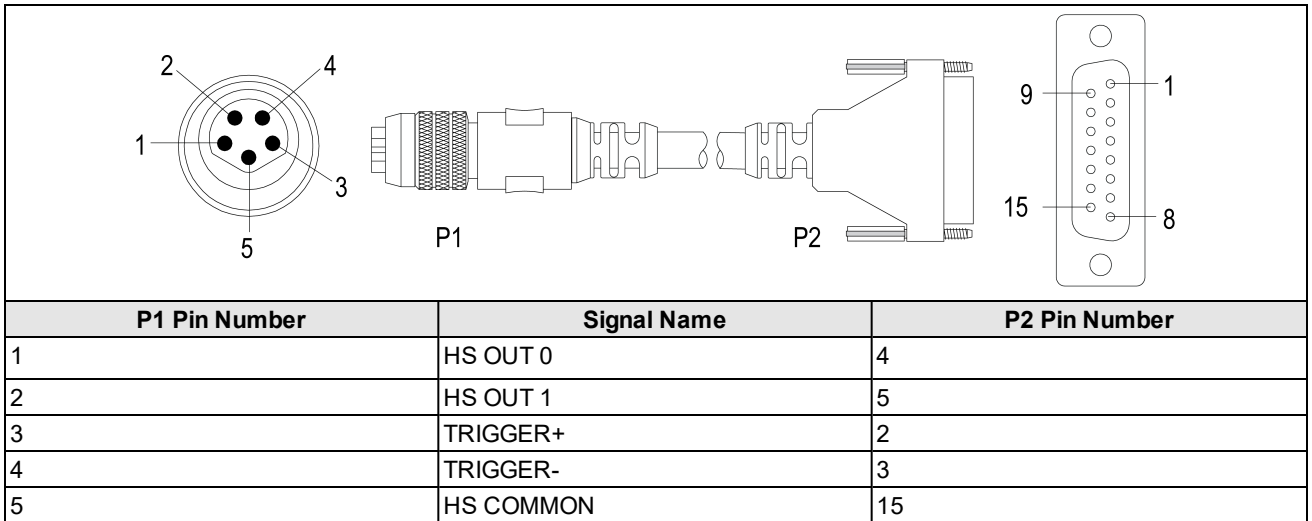 2 4
9 1
1
3
15 8
5 P1 P2
P1 Pin Number Signal Name P2 Pin Number
1 HS OUT 0 4
2 HS OUT 1 5
3 TRIGGER+ 2
4 TRIGGER- 3
5 HS COMMON 15